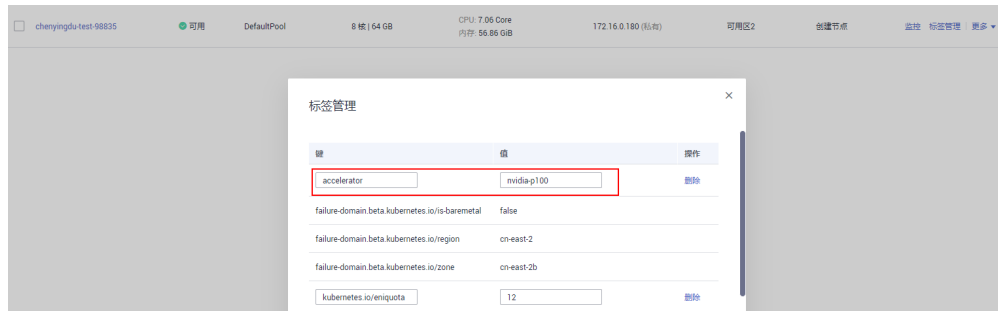 chenyingdu-test-98835 可用 DefaultPool 8 核 | 64 GB CPU: 7.06 Core 172.16.0.180 (私有) 可用区2 创建节点 监控 标签管理 更多
内存: 56.86 GiB
标签管理
键 值 操作
accelerator nvidia-p100 删除
failure-domain.beta.kubernetes.io/is-baremetal false
failure-domain.beta.kubernetes.io/region cn-east-2
failure-domain.beta.kubernetes.io/zone cn-east-2b
kubernetes.io/eniquota 12 删除